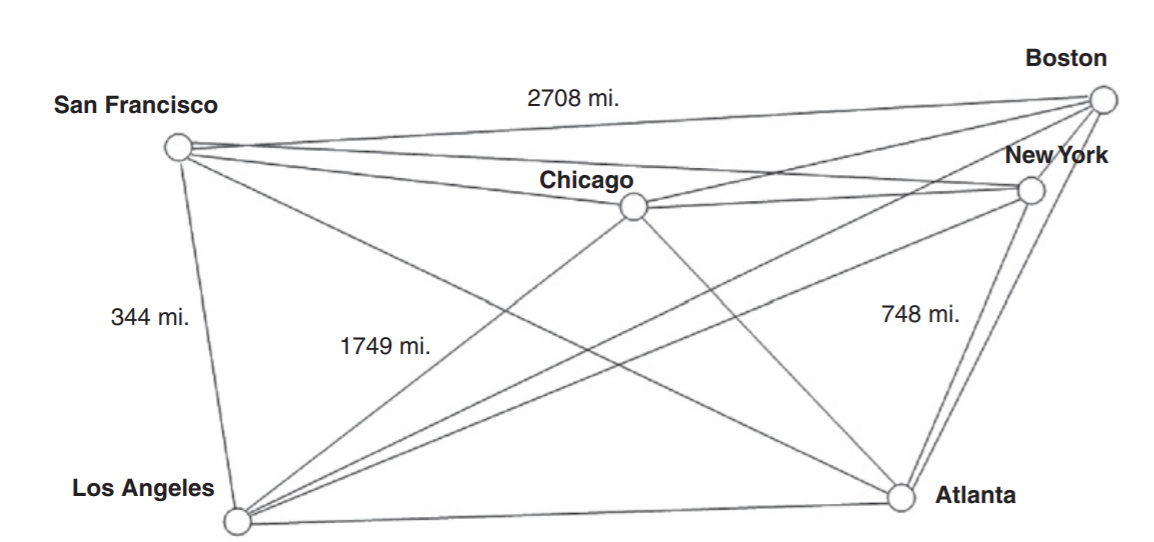 Boston
San Francisco
2708 mi.
New York
Chicago
344 mi.
748 mi.
1749 mi.
Los Angeles
Atlanta